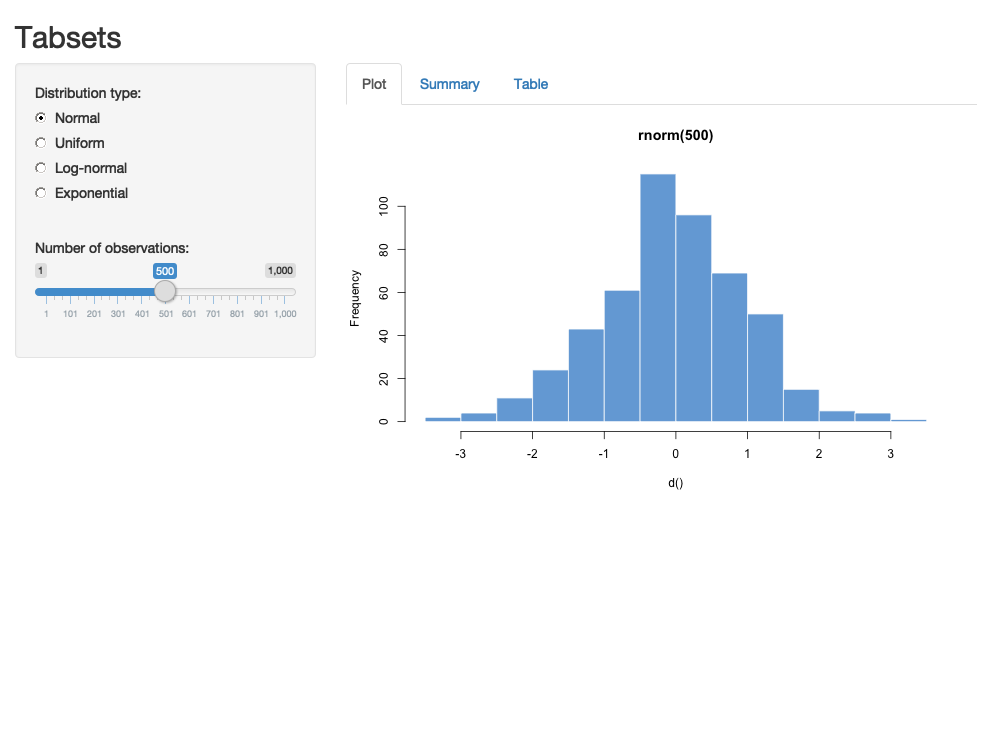 Tabsets
Distribution type:
Normal
Uniform
Log-normal
Exponential
Number of observations:
1 500 1,000
1 101 201 301 401 501 601 701 801 901 1,000
Plot Summary Table
rnorm(500)
Frequency
0 20 40 60 80 100
-3 -2 -1 0 1 2 3
d()